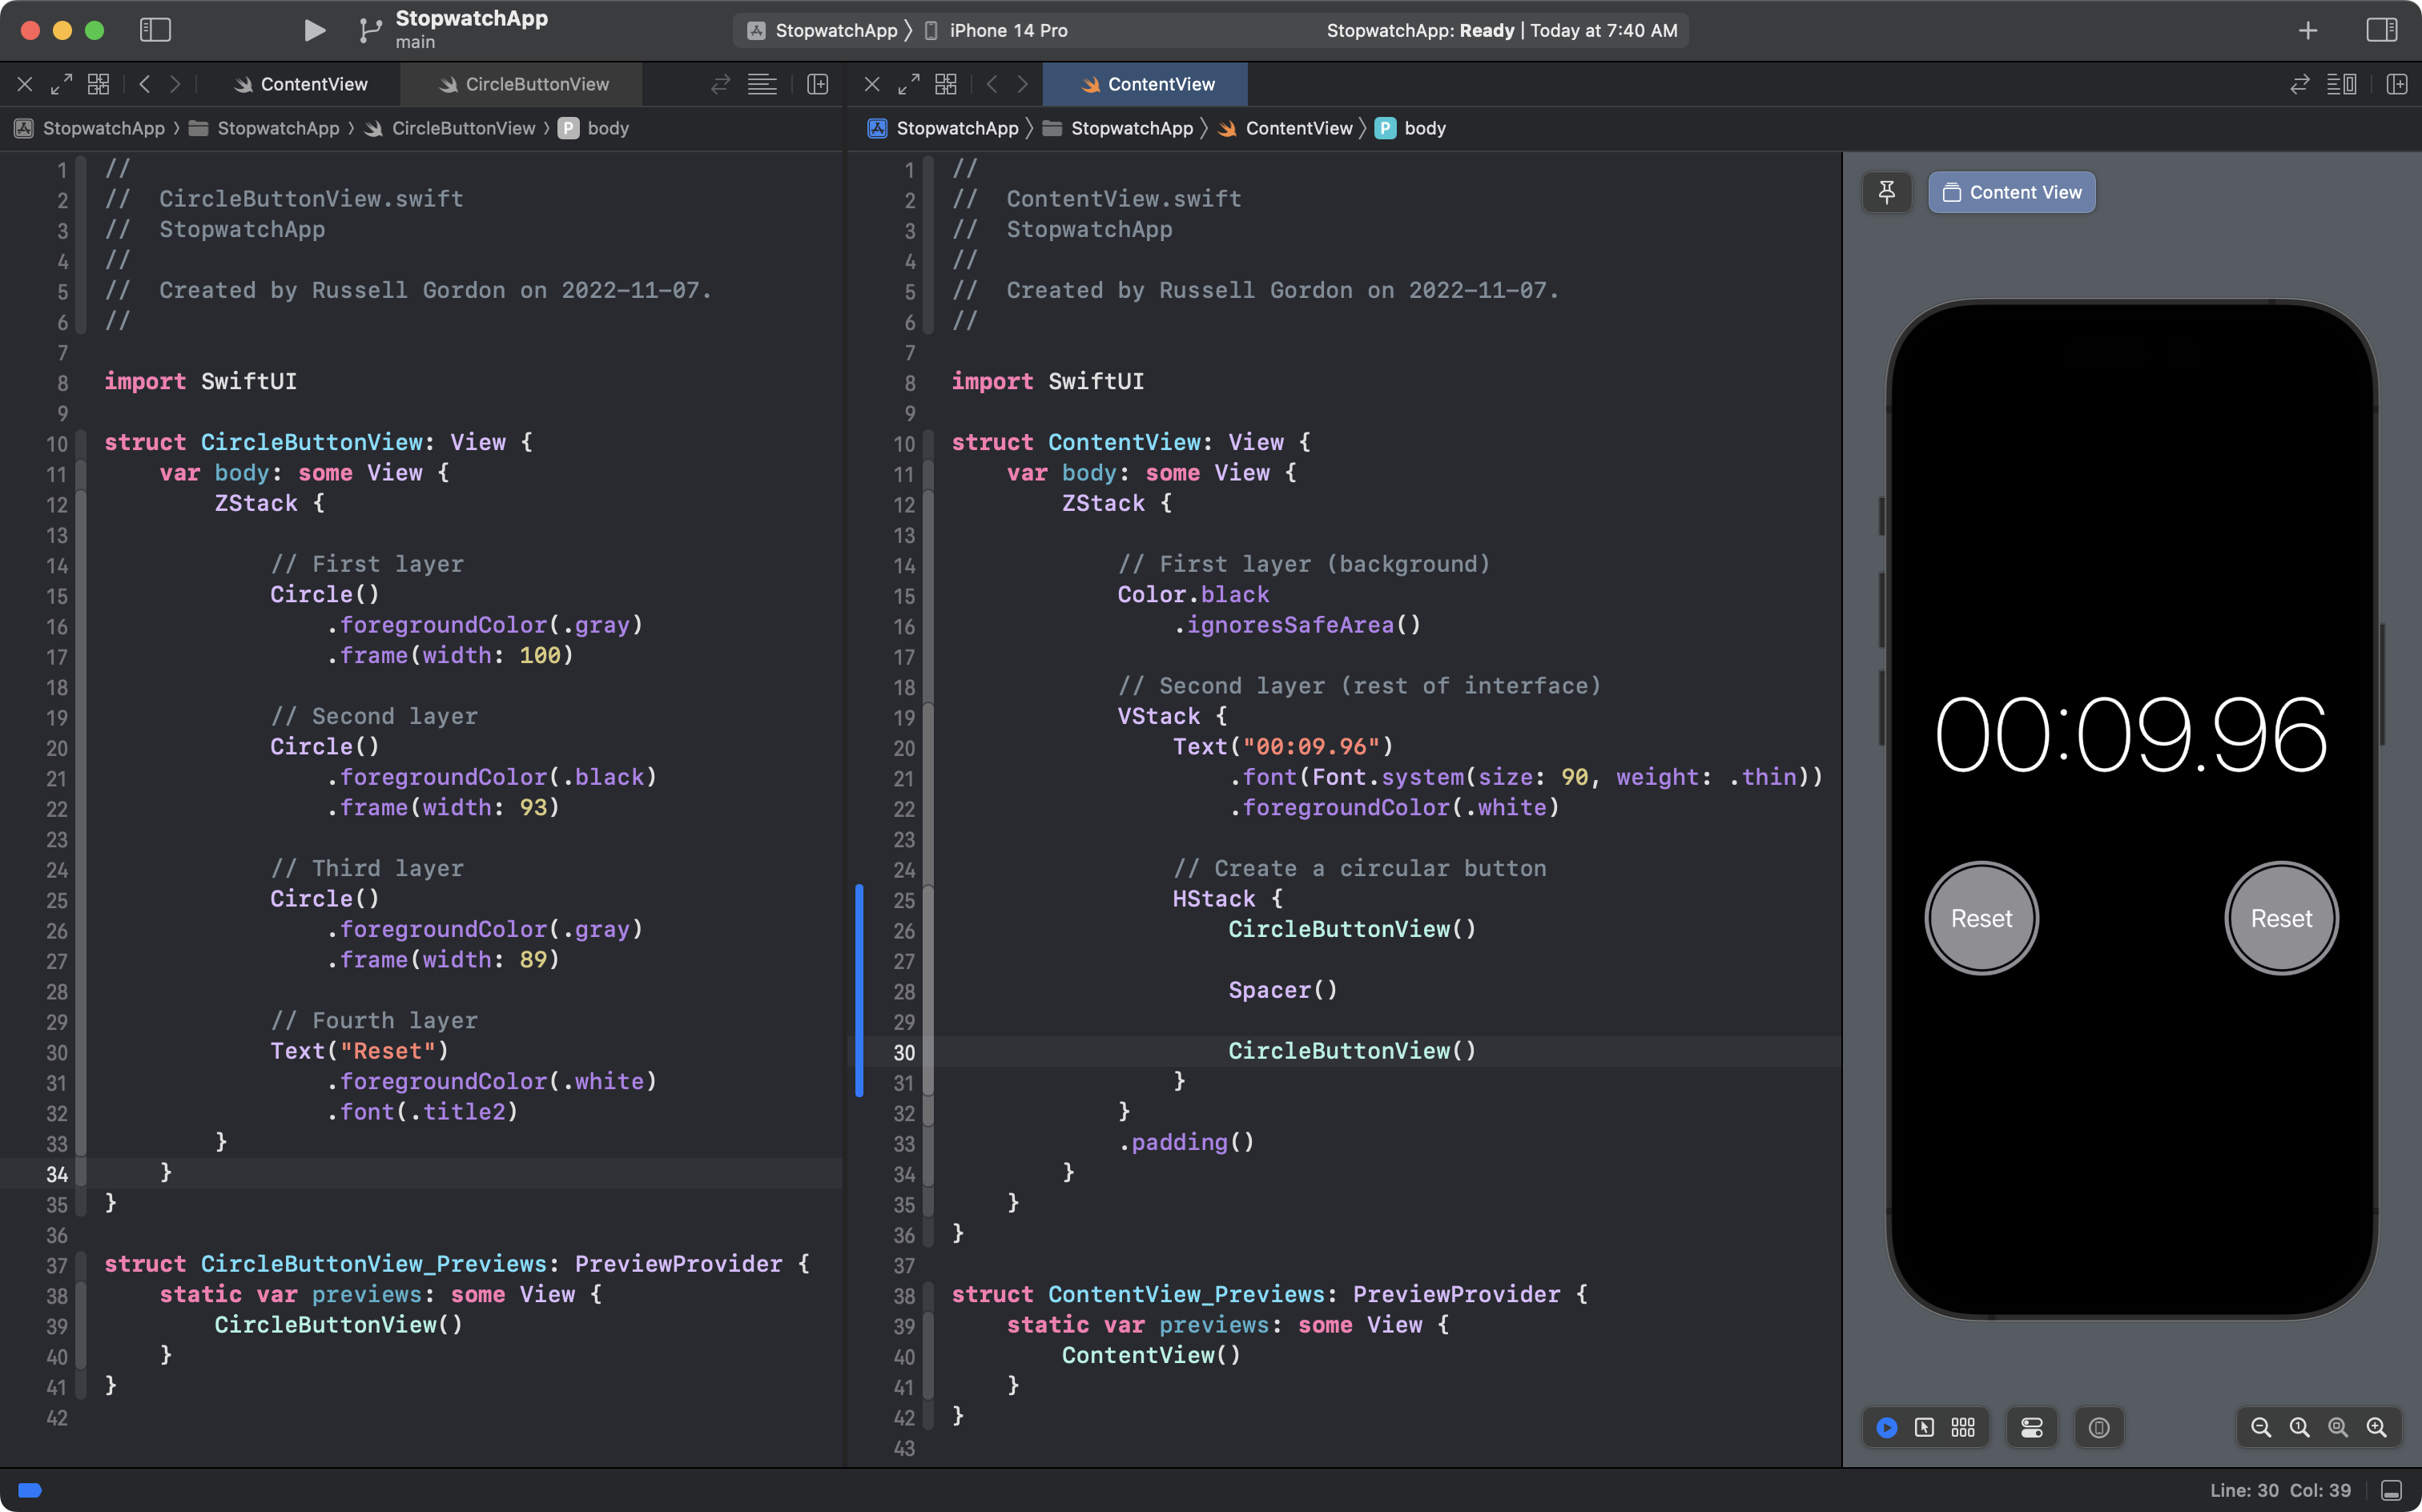 StopwatchApp
main
StopwatchApp 〉 iPhone 14 Pro
StopwatchApp: Ready | Today at 7:40 AM
ContentView
CircleButtonView
StopwatchApp 〉 StopwatchApp 〉 CircleButtonView 〉 P body
1 //
2 //  CircleButtonView.swift
3 //  StopwatchApp
4 //
5 //  Created by Russell Gordon on 2022-11-07.
6 //
7
8 import SwiftUI
9
10 struct CircleButtonView: View {
11     var body: some View {
12         ZStack {
13
14             // First layer
15             Circle()
16                 .foregroundColor(.gray)
17                 .frame(width: 100)
18
19             // Second layer
20             Circle()
21                 .foregroundColor(.black)
22                 .frame(width: 93)
23
24             // Third layer
25             Circle()
26                 .foregroundColor(.gray)
27                 .frame(width: 89)
28
29             // Fourth layer
30             Text("Reset")
31                 .foregroundColor(.white)
32                 .font(.title2)
33         }
34     }
35 }
36
37 struct CircleButtonView_Previews: PreviewProvider {
38     static var previews: some View {
39         CircleButtonView()
40     }
41 }
42
ContentView
StopwatchApp 〉 StopwatchApp 〉 ContentView 〉 P body
1 //
2 //  ContentView.swift
3 //  StopwatchApp
4 //
5 //  Created by Russell Gordon on 2022-11-07.
6 //
7
8 import SwiftUI
9
10 struct ContentView: View {
11     var body: some View {
12         ZStack {
13
14             // First layer (background)
15             Color.black
16                 .ignoresSafeArea()
17
18             // Second layer (rest of interface)
19             VStack {
20                 Text("00:09.96")
21                     .font(Font.system(size: 90, weight: .thin))
22                     .foregroundColor(.white)
23
24                 // Create a circular button
25                 HStack {
26                     CircleButtonView()
27
28                     Spacer()
29
30                     CircleButtonView()
31                 }
32             }
33             .padding()
34         }
35     }
36 }
37
38 struct ContentView_Previews: PreviewProvider {
39     static var previews: some View {
40         ContentView()
41     }
42 }
43
Content View
00:09.96
Reset
Reset
Line: 30  Col: 39